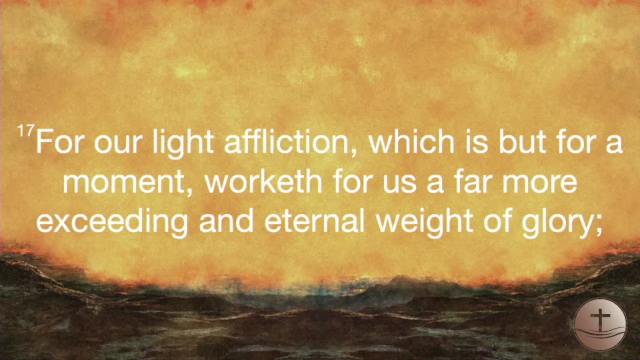 17For our light affliction, which is but for a
moment, worketh for us a far more
exceeding and eternal weight of glory;